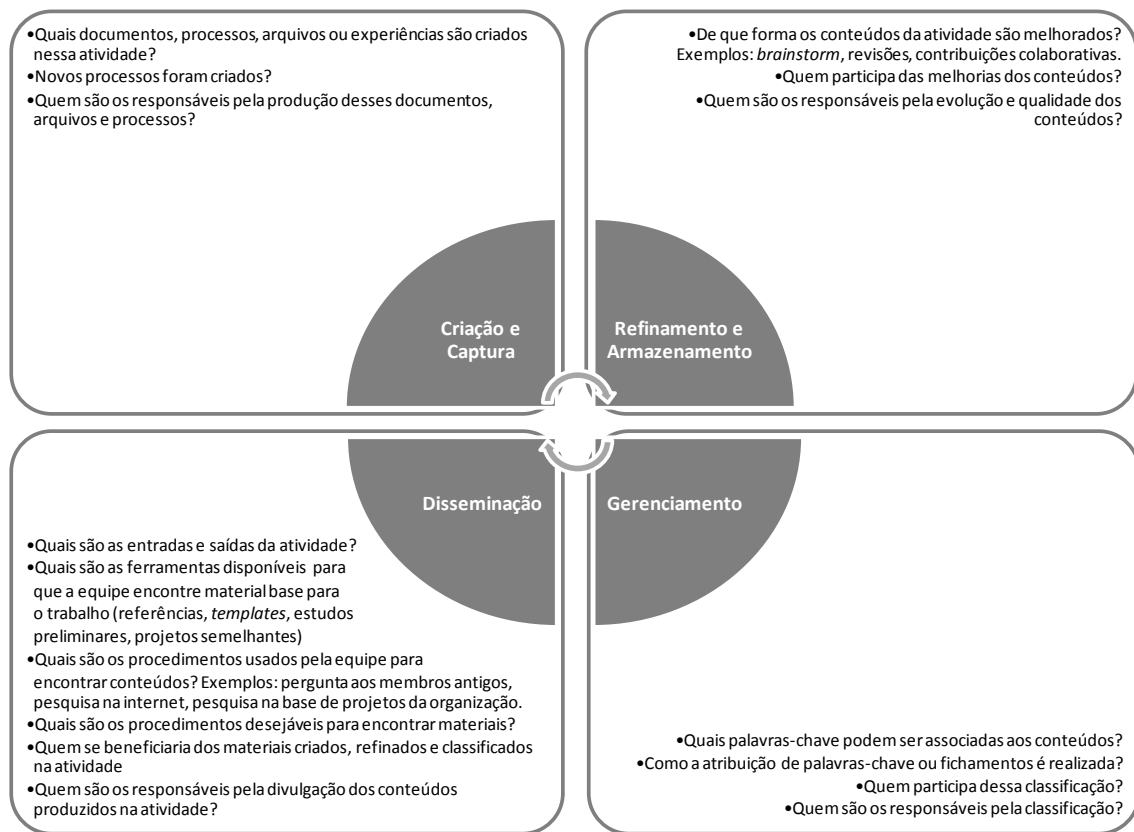 •Quais documentos, processos, arquivos ou experiências são criados
nessa atividade?
•Novos processos foram criados?
•Quem são os responsáveis pela produção desses documentos,
arquivos e processos?
•De que forma os conteúdos da atividade são melhorados?
Exemplos: brainstorm, revisões, contribuições colaborativas.
•Quem participa das melhorias dos conteúdos?
•Quem são os responsáveis pela evolução e qualidade dos
conteúdos?
Criação e
Captura
Refinamento e
Armazenamento
Disseminação
Gerenciamento
•Quais são as entradas e saídas da atividade?
•Quais são as ferramentas disponíveis para
que a equipe encontre material base para
o trabalho (referências, templates, estudos
preliminares, projetos semelhantes)
•Quais são os procedimentos usados pela equipe para
encontrar conteúdos? Exemplos: pergunta aos membros antigos,
pesquisa na internet, pesquisa na base de projetos da organização.
•Quais são os procedimentos desejáveis para encontrar materiais?
•Quem se beneficiaria dos materiais criados, refinados e classificados
na atividade
•Quem são os responsáveis pela divulgação dos conteúdos
produzidos na atividade?
•Quais palavras-chave podem ser associadas aos conteúdos?
•Como a atribuição de palavras-chave ou fichamentos é realizada?
•Quem participa dessa classificação?
•Quem são os responsáveis pela classificação?